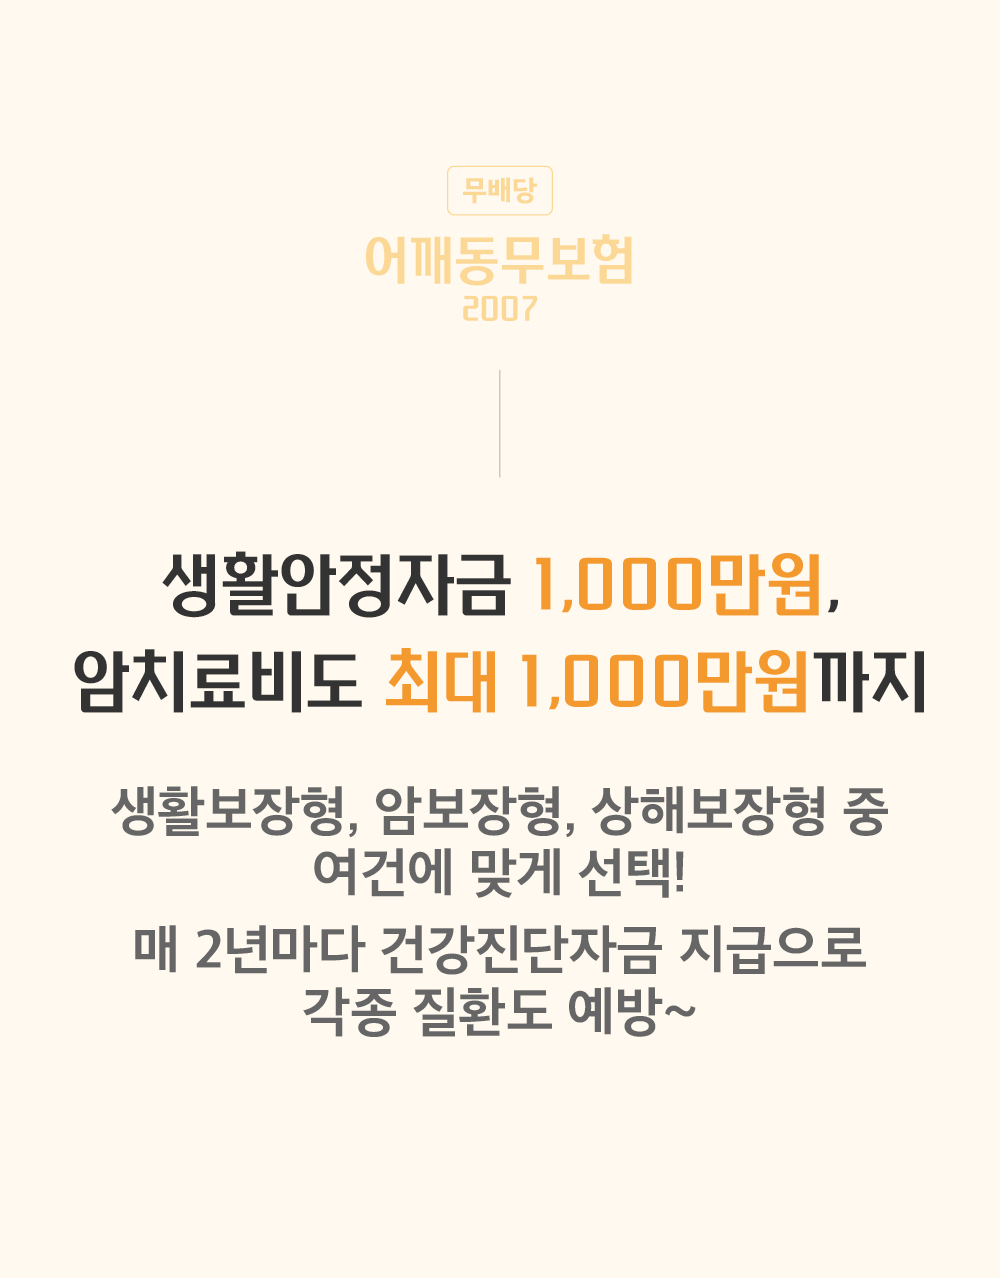 무배당
어깨동무보험
2007
생활안정자금 1,000만원,
암치료비도 최대 1,000만원까지
생활보장형, 암보장형, 상해보장형 중
여건에 맞게 선택!
매 2년마다 건강진단자금 지급으로
각종 질환도 예방~